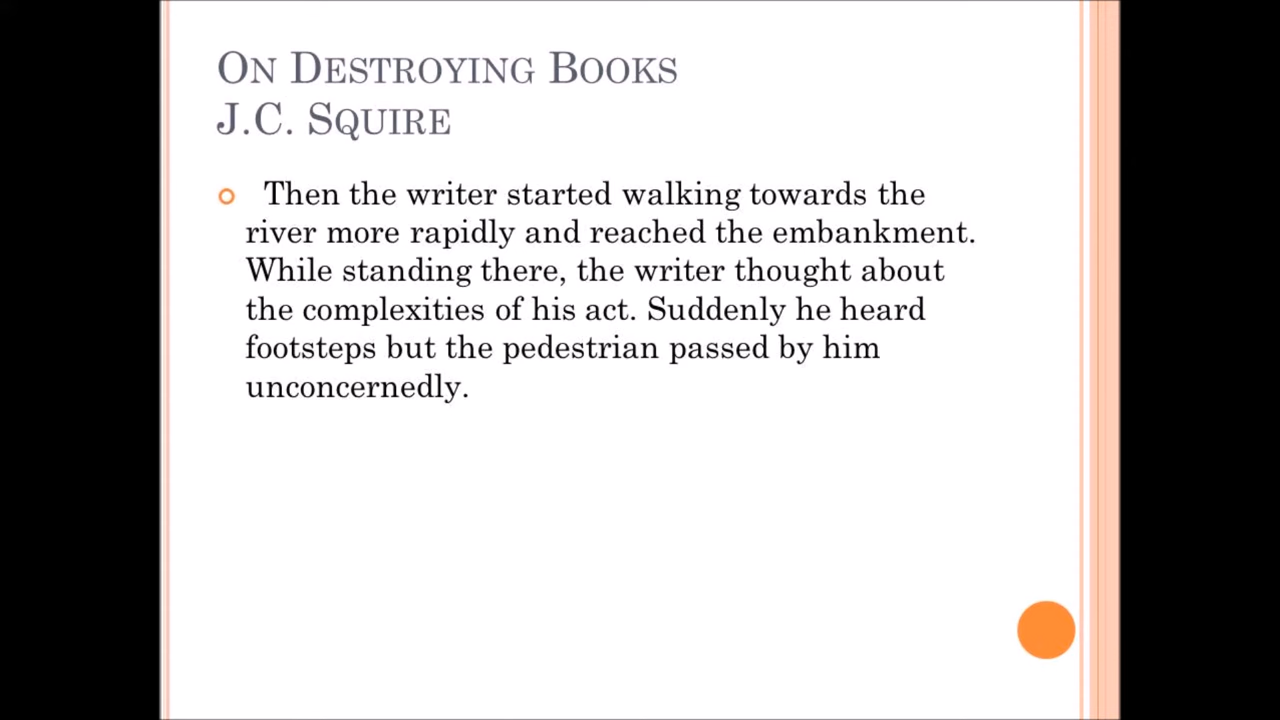 On Destroying Books
J.C. Squire
Then the writer started walking towards the
river more rapidly and reached the embankment.
While standing there, the writer thought about
the complexities of his act. Suddenly he heard
footsteps but the pedestrian passed by him
unconcernedly.